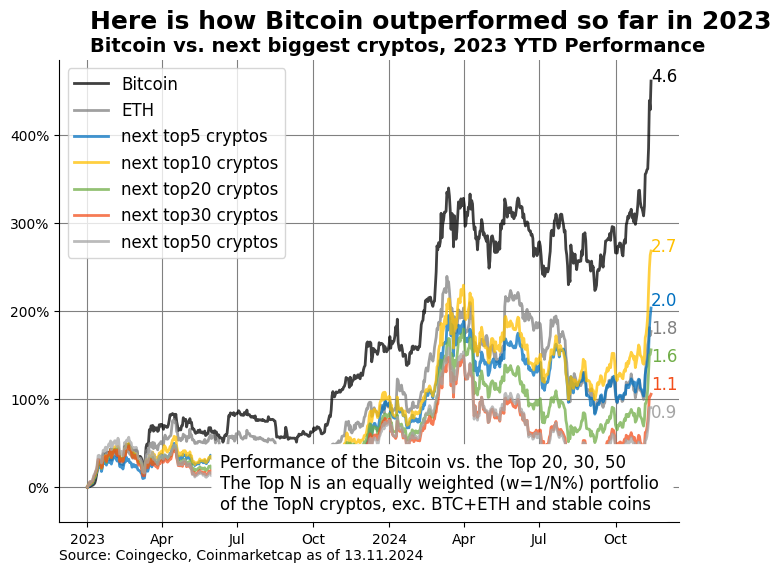 Here is how Bitcoin outperformed so far in 2023
Bitcoin vs. next biggest cryptos, 2023 YTD Performance
Bitcoin
ETH
next top5 cryptos
next top10 cryptos
next top20 cryptos
next top30 cryptos
next top50 cryptos
400%
300%
200%
100%
0%
4.6
2.7
2.0
1.8
1.6
1.1
0.9
Performance of the Bitcoin vs. the Top 20, 30, 50
The Top N is an equally weighted (w=1/N%) portfolio
of the TopN cryptos, exc. BTC+ETH and stable coins
2023 Apr Jul Oct 2024 Apr Jul Oct
Source: Coingecko, Coinmarketcap as of 13.11.2024